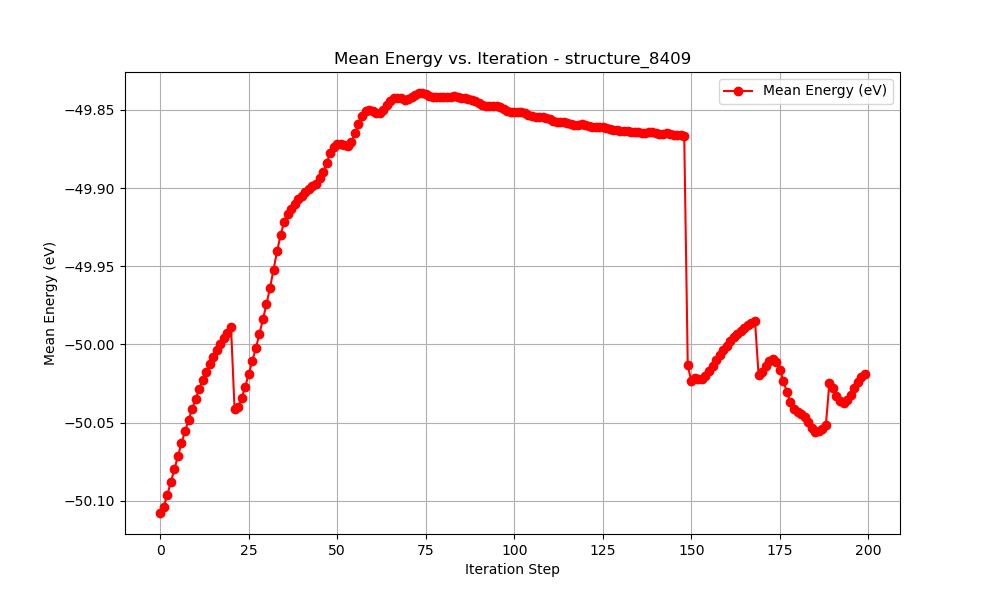 Mean Energy vs. Iteration - structure_8409
Mean Energy (eV)
−49.85
−49.90
−49.95
−50.00
−50.05
−50.10
Mean Energy (eV)
0 25 50 75 100 125 150 175 200
Iteration Step